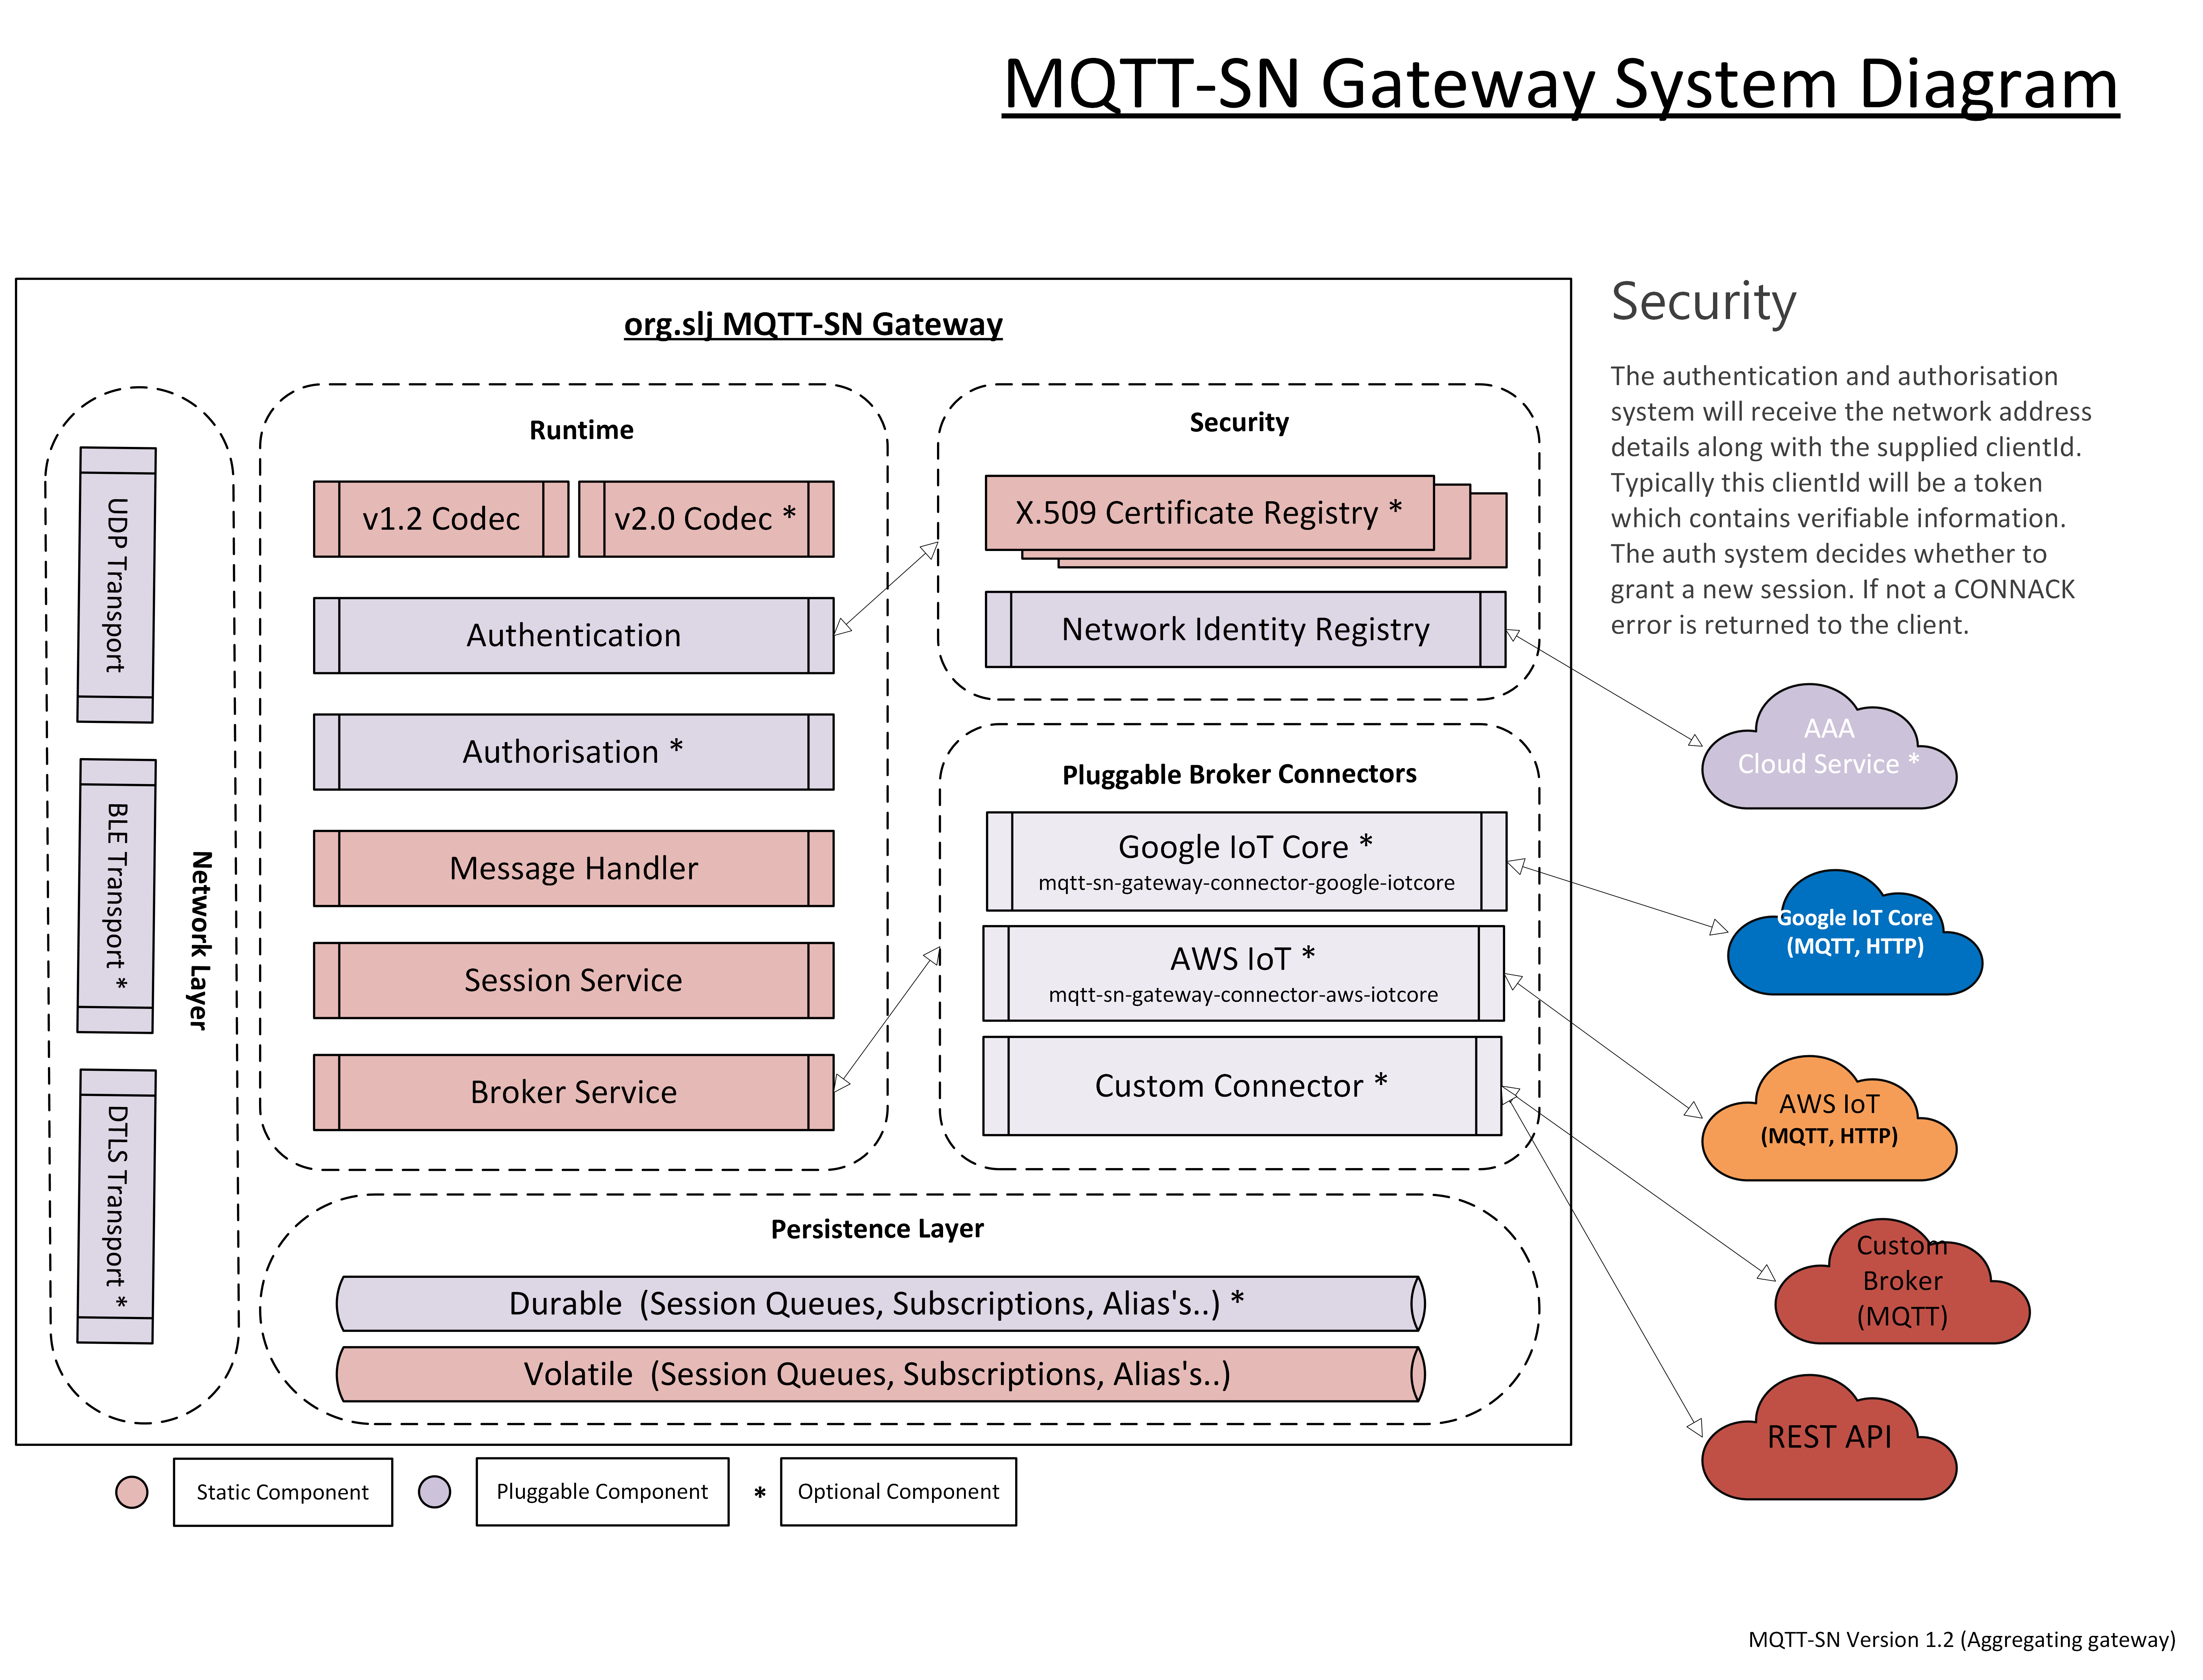 MQTT-SN Gateway System Diagram
org.slj MQTT-SN Gateway
UDP Transport
BLE Transport *
DTLS Transport *
Network Layer
Runtime
v1.2 Codec
v2.0 Codec *
Authentication
Authorisation *
Message Handler
Session Service
Broker Service
Security
X.509 Certificate Registry *
Network Identity Registry
Pluggable Broker Connectors
Google IoT Core *
mqtt-sn-gateway-connector-google-iotcore
AWS IoT *
mqtt-sn-gateway-connector-aws-iotcore
Custom Connector *
Persistence Layer
Durable (Session Queues, Subscriptions, Alias's..) *
Volatile (Session Queues, Subscriptions, Alias's..)
Security
The authentication and authorisation
system will receive the network address
details along with the supplied clientId.
Typically this clientId will be a token
which contains verifiable information.
The auth system decides whether to
grant a new session. If not a CONNACK
error is returned to the client.
AAA
Cloud Service *
Google IoT Core
(MQTT, HTTP)
AWS IoT
(MQTT, HTTP)
Custom
Broker
(MQTT)
REST API
Static Component
Pluggable Component
* Optional Component
MQTT-SN Version 1.2 (Aggregating gateway)